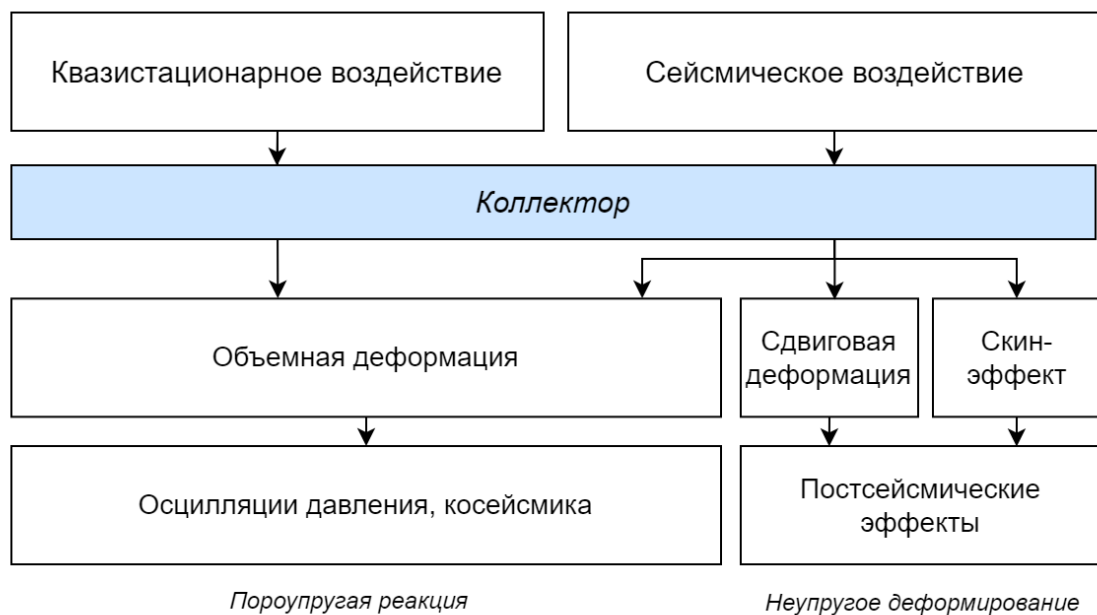 Квазистационарное воздействие
Сейсмическое воздействие
Коллектор
Объемная деформация
Сдвиговая
деформация
Скин-
эффект
Осцилляции давления, косейсмика
Постсейсмические
эффекты
Пороупругая реакция
Неупругое деформирование